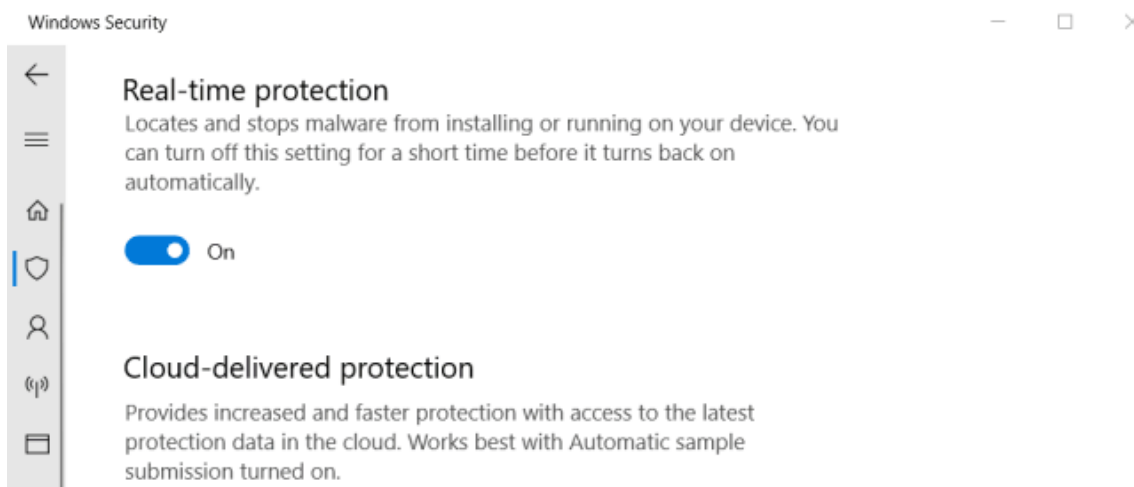 Windows Security
Real-time protection
Locates and stops malware from installing or running on your device. You
can turn off this setting for a short time before it turns back on
automatically.
On
Cloud-delivered protection
Provides increased and faster protection with access to the latest
protection data in the cloud. Works best with Automatic sample
submission turned on.